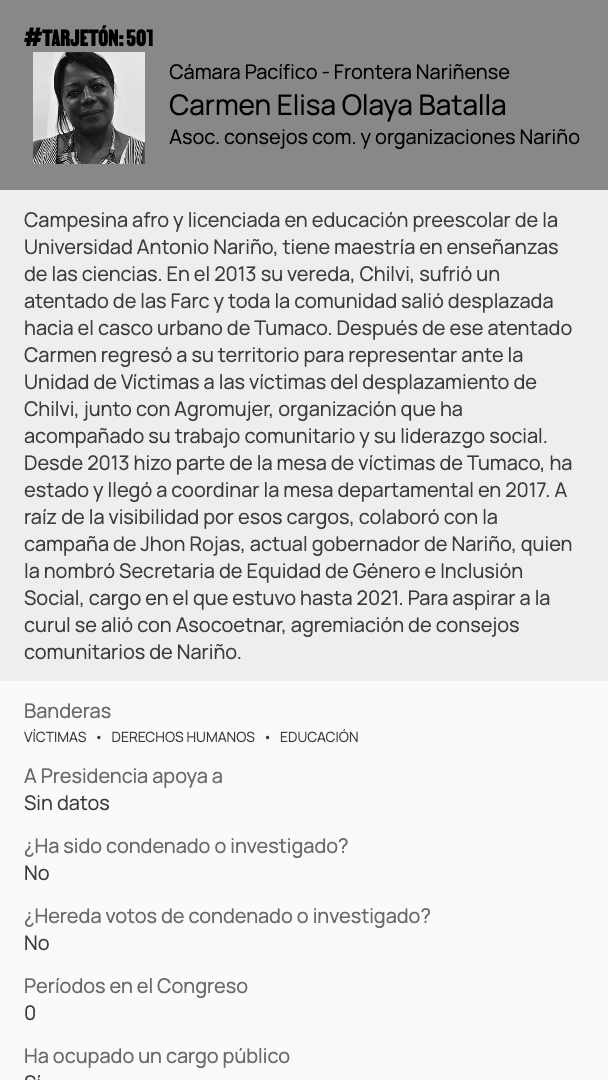 #TARJETÓN: 501
Cámara Pacífico - Frontera Nariñense
Carmen Elisa Olaya Batalla
Asoc. consejos com. y organizaciones Nariño
Campesina afro y licenciada en educación preescolar de la
Universidad Antonio Nariño, tiene maestría en enseñanzas
de las ciencias. En el 2013 su vereda, Chilvi, sufrió un
atentado de las Farc y toda la comunidad salió desplazada
hacia el casco urbano de Tumaco. Después de ese atentado
Carmen regresó a su territorio para representar ante la
Unidad de Víctimas a las víctimas del desplazamiento de
Chilvi, junto con Agromujer, organización que ha
acompañado su trabajo comunitario y su liderazgo social.
Desde 2013 hizo parte de la mesa de víctimas de Tumaco, ha
estado y llegó a coordinar la mesa departamental en 2017. A
raíz de la visibilidad por esos cargos, colaboró con la
campaña de Jhon Rojas, actual gobernador de Nariño, quien
la nombró Secretaria de Equidad de Género e Inclusión
Social, cargo en el que estuvo hasta 2021. Para aspirar a la
curul se alió con Asocoetnar, agremiación de consejos
comunitarios de Nariño.
Banderas
VÍCTIMAS • DERECHOS HUMANOS • EDUCACIÓN
A Presidencia apoya a
Sin datos
¿Ha sido condenado o investigado?
No
¿Hereda votos de condenado o investigado?
No
Períodos en el Congreso
0
Ha ocupado un cargo público